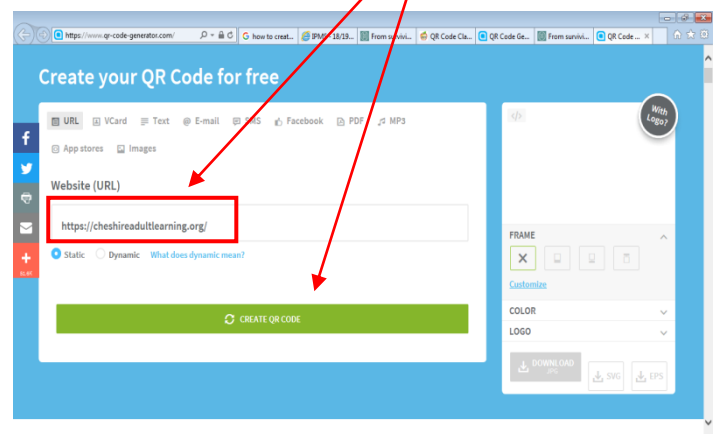 https://www.qr-code-generator.com/
G how to creat...
18/19...
From survivi...
QR Code Cla...
QR Code Ge...
From survivi...
QR Code ...
Create your QR Code for free
URL VCard Text @ E-mail SMS Facebook PDF MP3
App stores Images
With Logo?
</>
f
Website (URL)
https://cheshireadultlearning.org/
Static Dynamic What does dynamic mean?
CREATE QR CODE
FRAME
Customize
COLOR
LOGO
DOWNLOAD
JPG
SVG EPS